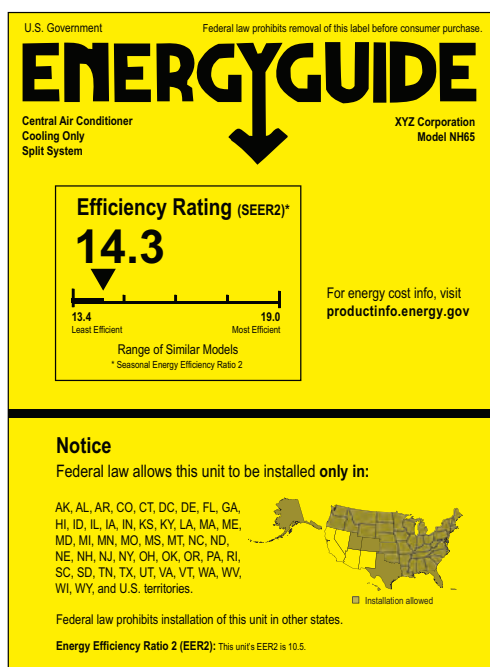 U.S. Government
Federal law prohibits removal of this label before consumer purchase.
ENERGYGUIDE
Central Air Conditioner
Cooling Only
Split System
XYZ Corporation
Model NH65
Efficiency Rating (SEER2)*
14.3
13.4
19.0
Least Efficient
Most Efficient
Range of Similar Models
* Seasonal Energy Efficiency Ratio 2
For energy cost info, visit
productinfo.energy.gov
Notice
Federal law allows this unit to be installed only in:
AK, AL, AR, CO, CT, DC, DE, FL, GA,
HI, ID, IL, IA, IN, KS, KY, LA, MA, ME,
MD, MI, MN, MO, MS, MT, NC, ND,
NE, NH, NJ, NY, OH, OK, OR, PA, RI,
SC, SD, TN, TX, UT, VA, VT, WA, WV,
WI, WY, and U.S. territories.
Installation allowed
Federal law prohibits installation of this unit in other states.
Energy Efficiency Ratio 2 (EER2): This unit's EER2 is 10.5.